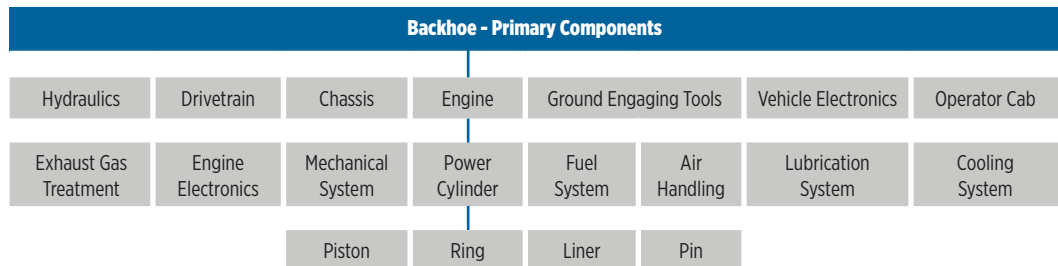 Backhoe - Primary Components
Hydraulics
Drivetrain
Chassis
Engine
Ground Engaging Tools
Vehicle Electronics
Operator Cab
Exhaust Gas
Treatment
Engine
Electronics
Mechanical
System
Power
Cylinder
Fuel
System
Air
Handling
Lubrication
System
Cooling
System
Piston
Ring
Liner
Pin